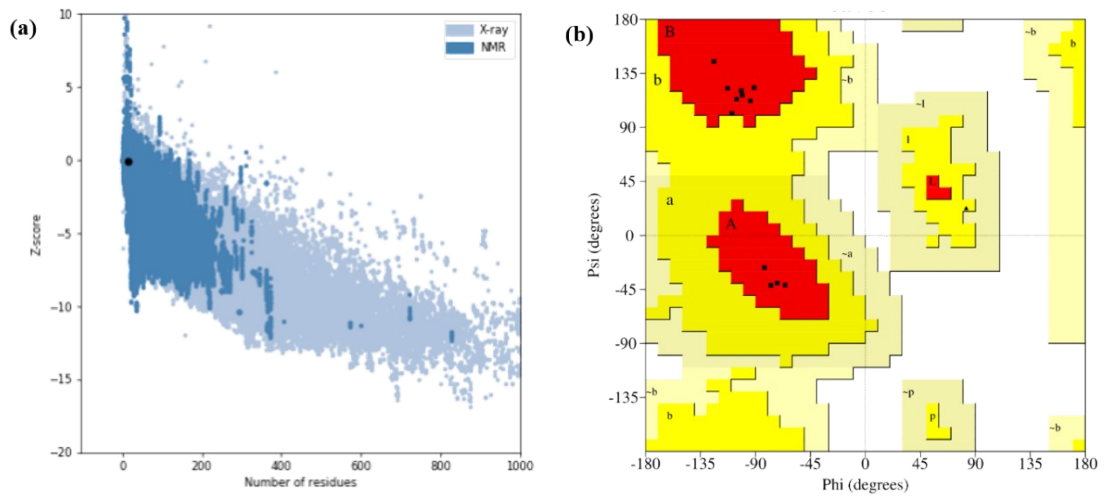 (a)
10
5
0
−5
−10
−15
−20
Z-score
0
200
400
600
800
1000
Number of residues
X-ray
NMR
(b)
180
135
90
45
0
-45
-90
-135
Psi (degrees)
B
b
~b
~b
b
~l
l
L
a
A
~a
~b
b
~p
p
~b
-180
-135
-90
-45
0
45
90
135
180
Phi (degrees)